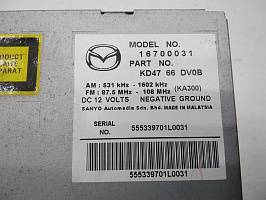 PRODUCT
MODEL NO.
16700031
PART NO.
KD47 66 DV0B
AM : 531 kHz - 1602 kHz
FM : 87.5 MHz - 108 MHz (KA300)
DC 12 VOLTS NEGATIVE GROUND
SANYO Automedia Sdn. Bhd. MADE IN MALAYSIA
SERIAL
NO.
555339701L0031
555339701L0031